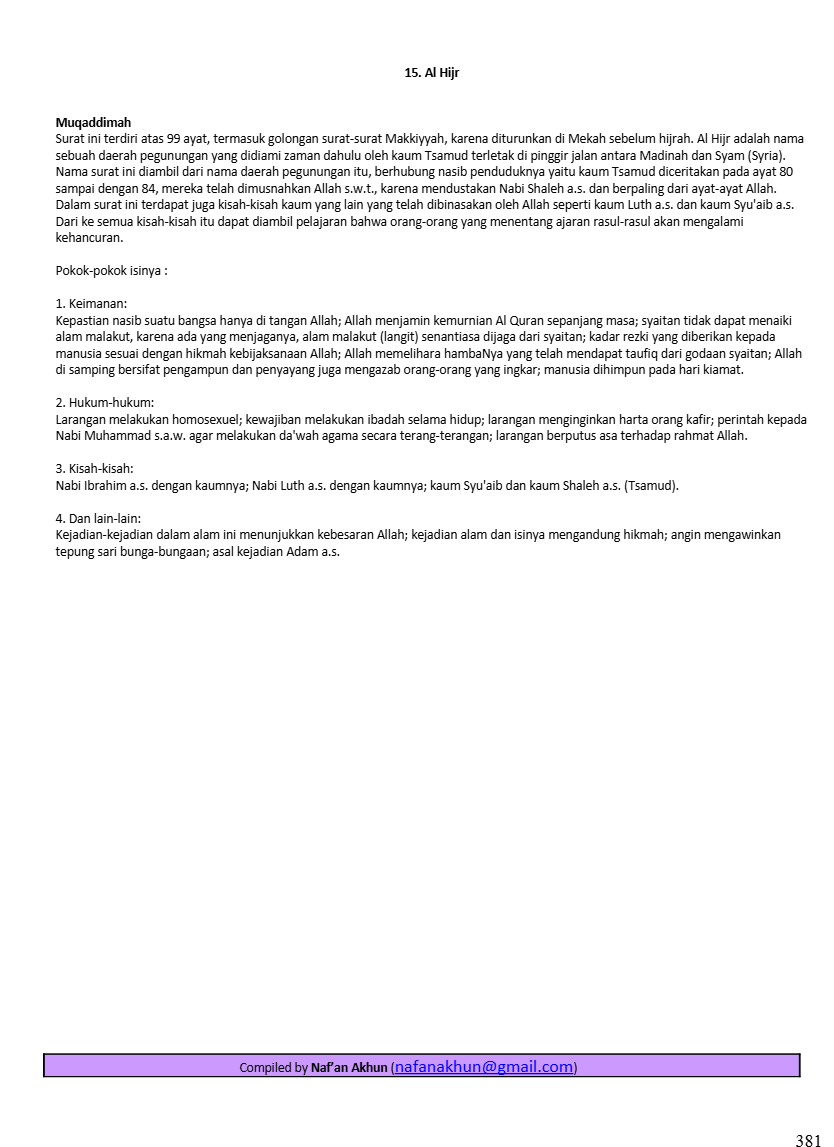 15. Al Hijr
Muqaddimah
Surat ini terdiri atas 99 ayat, termasuk golongan surat-surat Makkiyyah, karena diturunkan di Mekah sebelum hijrah. Al Hijr adalah nama
sebuah daerah pegunungan yang didiami zaman dahulu oleh kaum Tsamud terletak di pinggir jalan antara Madinah dan Syam (Syria).
Nama surat ini diambil dari nama daerah pegunungan itu, berhubung nasib penduduknya yaitu kaum Tsamud diceritakan pada ayat 80
sampai dengan 84, mereka telah dimusnahkan Allah s.w.t., karena mendustakan Nabi Shaleh a.s. dan berpaling dari ayat-ayat Allah.
Dalam surat ini terdapat juga kisah-kisah kaum yang lain yang telah dibinasakan oleh Allah seperti kaum Luth a.s. dan kaum Syu'aib a.s.
Dari ke semua kisah-kisah itu dapat diambil pelajaran bahwa orang-orang yang menentang ajaran rasul-rasul akan mengalami
kehancuran.
Pokok-pokok isinya :
1. Keimanan:
Kepastian nasib suatu bangsa hanya di tangan Allah; Allah menjamin kemurnian Al Quran sepanjang masa; syaitan tidak dapat menaiki
alam malakut, karena ada yang menjaganya, alam malakut (langit) senantiasa dijaga dari syaitan; kadar rezki yang diberikan kepada
manusia sesuai dengan hikmah kebijaksanaan Allah; Allah memelihara hambaNya yang telah mendapat taufiq dari godaan syaitan; Allah
di samping bersifat pengampun dan penyayang juga mengazab orang-orang yang ingkar; manusia dihimpun pada hari kiamat.
2. Hukum-hukum:
Larangan melakukan homosexuel; kewajiban melakukan ibadah selama hidup; larangan menginginkan harta orang kafir; perintah kepada
Nabi Muhammad s.a.w. agar melakukan da'wah agama secara terang-terangan; larangan berputus asa terhadap rahmat Allah.
3. Kisah-kisah:
Nabi Ibrahim a.s. dengan kaumnya; Nabi Luth a.s. dengan kaumnya; kaum Syu'aib dan kaum Shaleh a.s. (Tsamud).
4. Dan lain-lain:
Kejadian-kejadian dalam alam ini menunjukkan kebesaran Allah; kejadian alam dan isinya mengandung hikmah; angin mengawinkan
tepung sari bunga-bungaan; asal kejadian Adam a.s.
Compiled by Naf’an Akhun (nafanakhun@gmail.com)
381